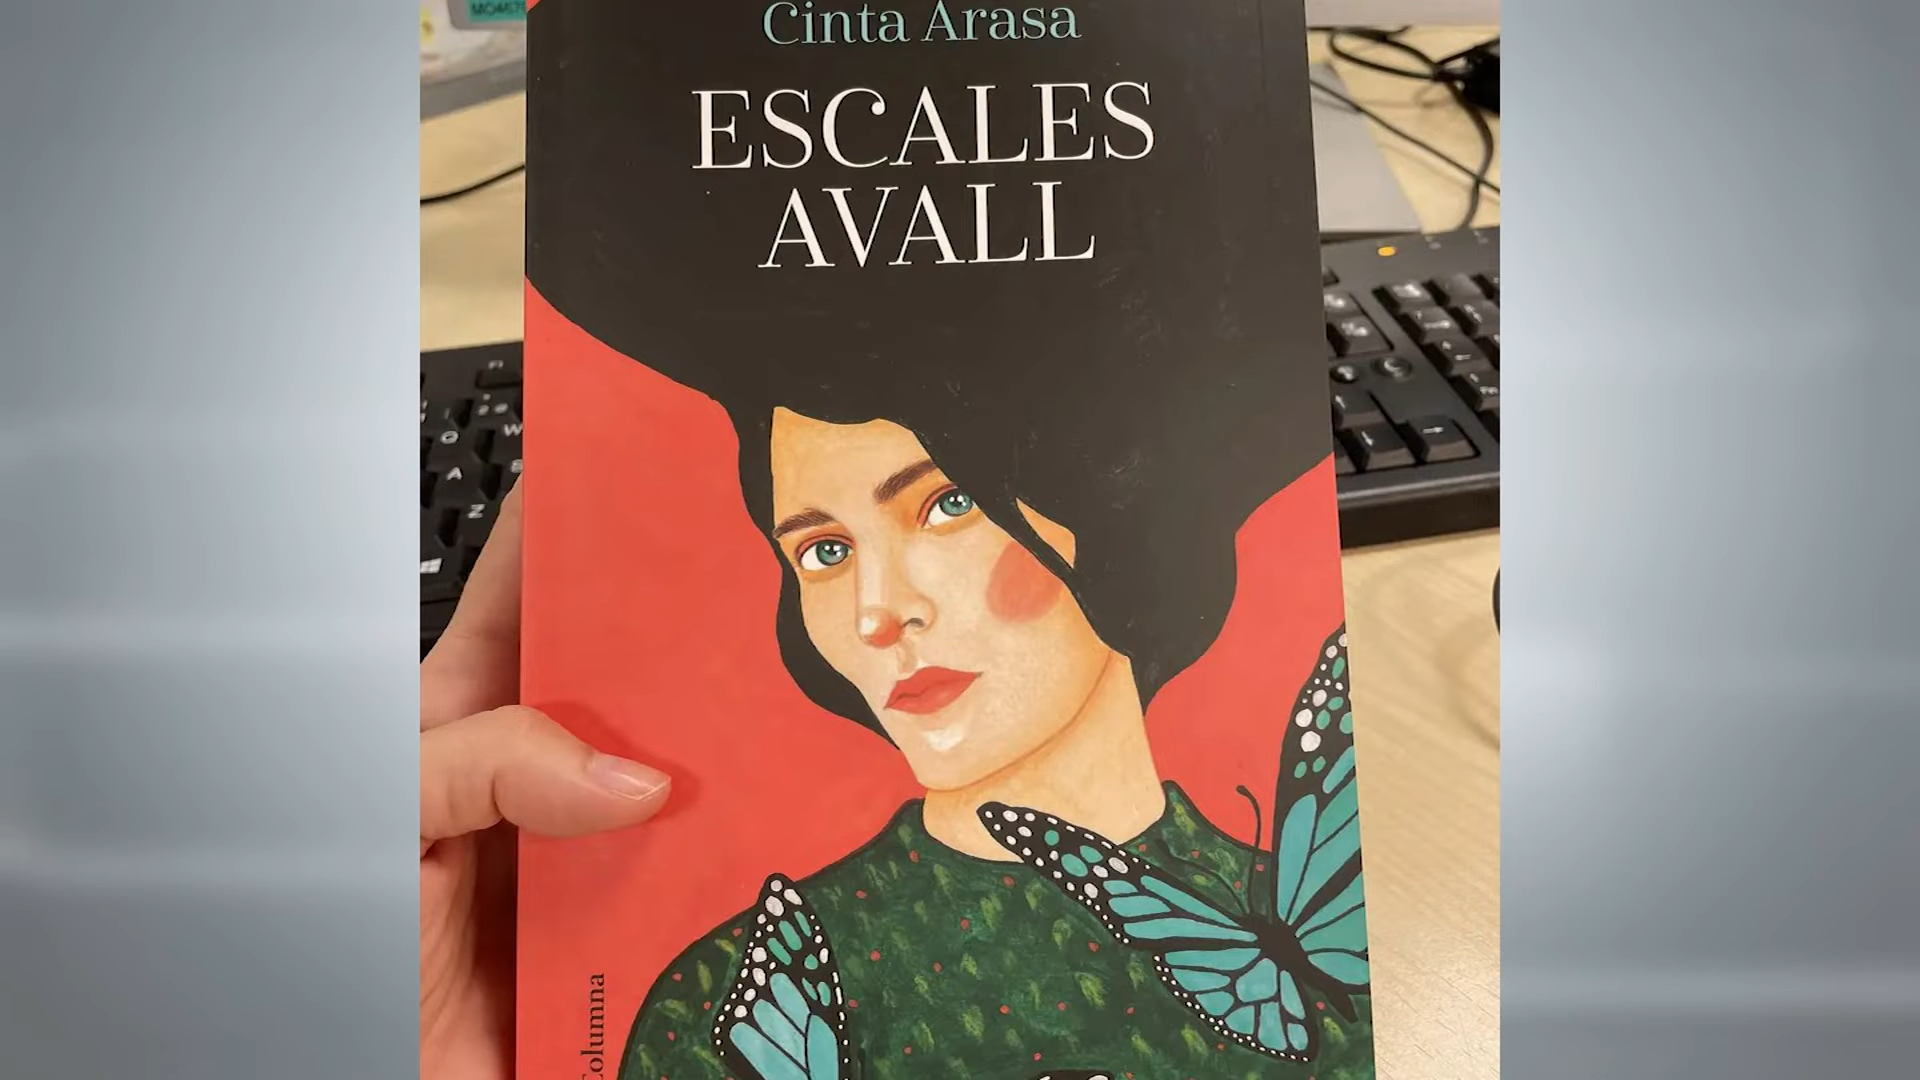 Cinta Arasa
ESCALES
AVALL
Columna
O
W
A
Z